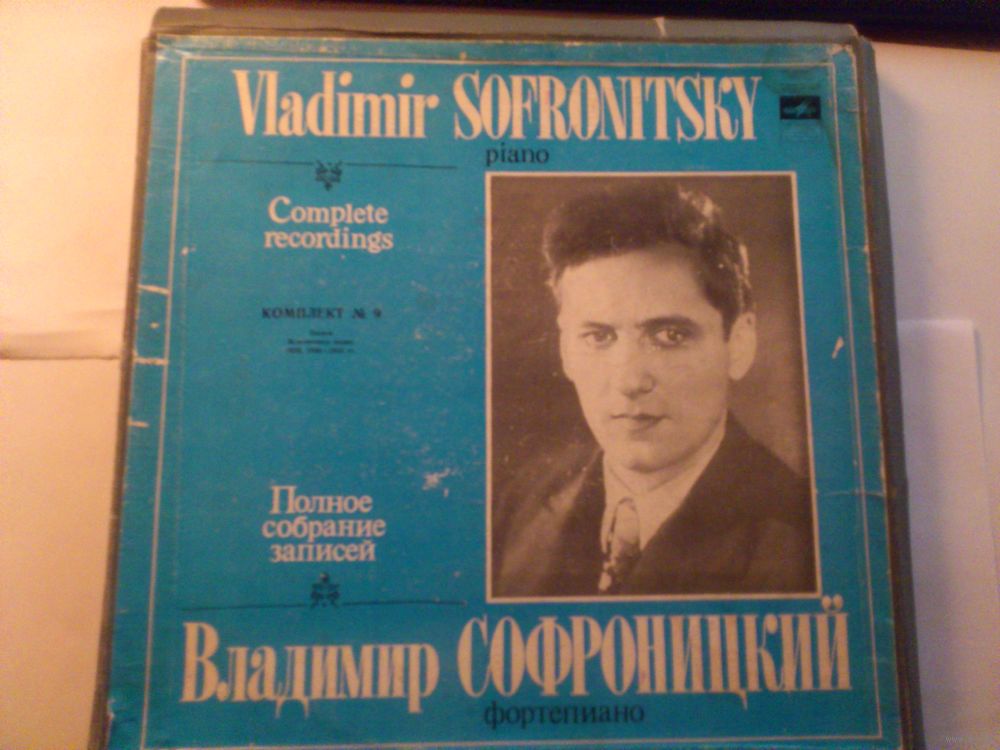 Vladimir SOFRONITSKY
piano
Complete
recordings
КОМПЛЕКТ № 9
Полное
собрание
записей
Владимир СОФРОНИЦКИЙ
фортепиано